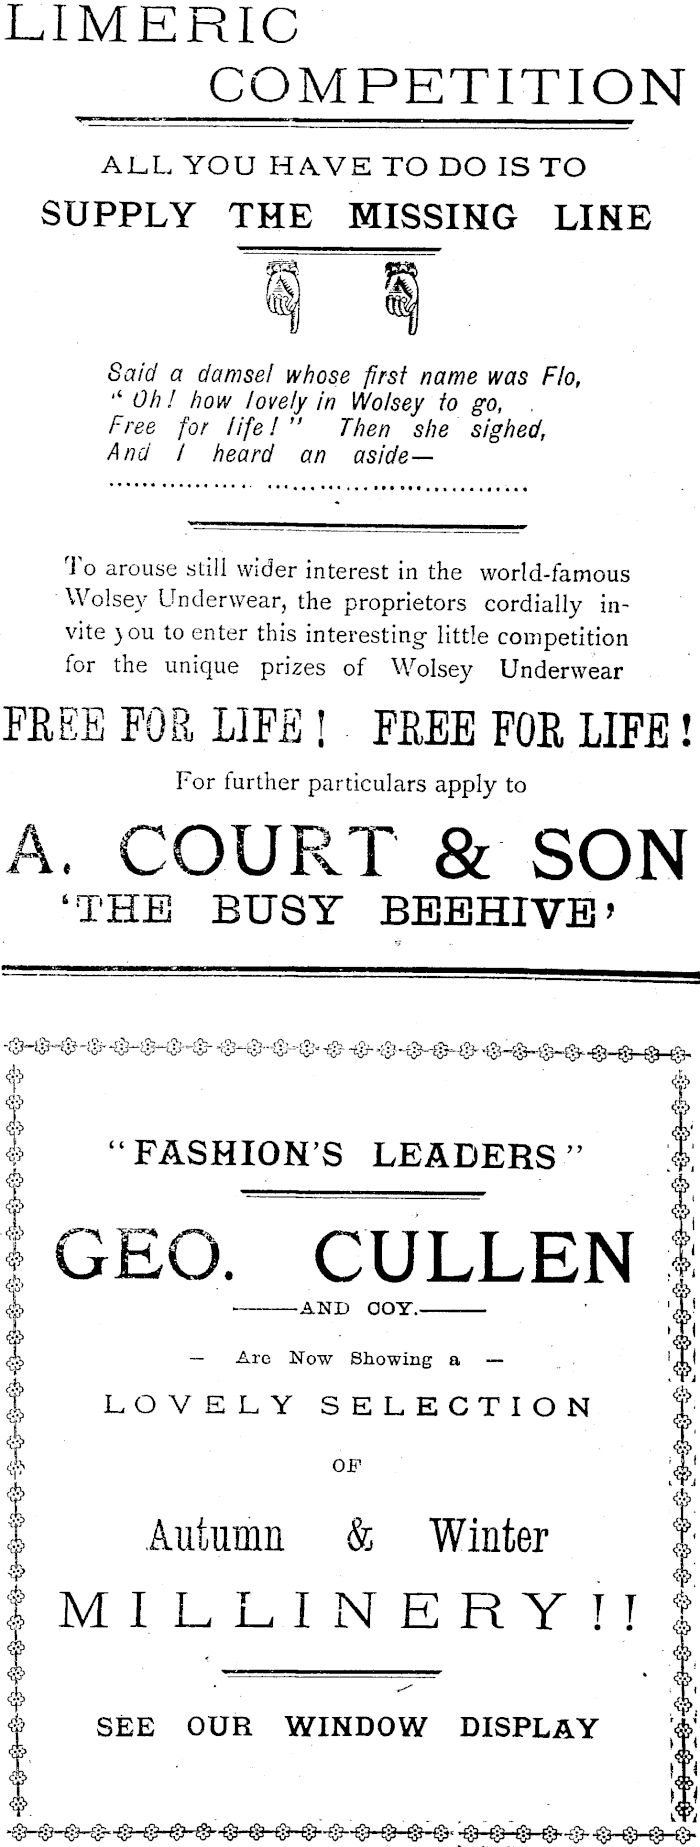 LIMERIC
COMPETITION
ALL YOU HAVE TO DO IS TO
SUPPLY THE MISSING LINE
Said a damsel whose first name was Flo,
" Oh! how lovely in Wolsey to go,
Free for life! " Then she sighed,
And I heard an aside—
................ ......................................
To arouse still wider interest in the world-famous
Wolsey Underwear, the proprietors cordially in-
vite you to enter this interesting little competition
for the unique prizes of Wolsey Underwear
FREE FOR LIFE! FREE FOR LIFE!
For further particulars apply to
A. COURT & SON
'THE BUSY BEEHIVE'
"FASHION'S LEADERS"
GEO. CULLEN
AND COY.
— Are Now Showing a —
LOVELY SELECTION
OF
Autumn & Winter
MILLINERY!!
SEE OUR WINDOW DISPLAY